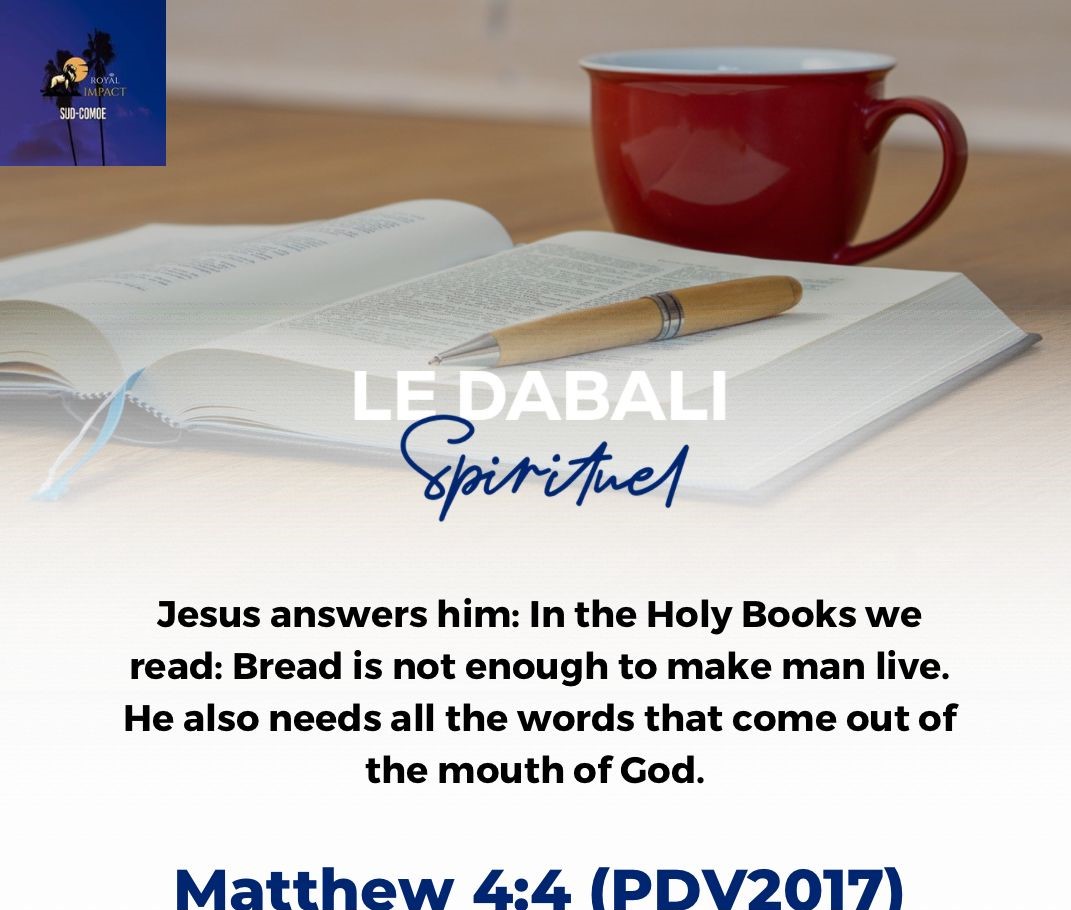 ROYAL
IMPACT
SUD-COMOE
LE DABALI
Spirituel
Jesus answers him: In the Holy Books we
read: Bread is not enough to make man live.
He also needs all the words that come out of
the mouth of God.
Matthew 4:4 (PDV2017)